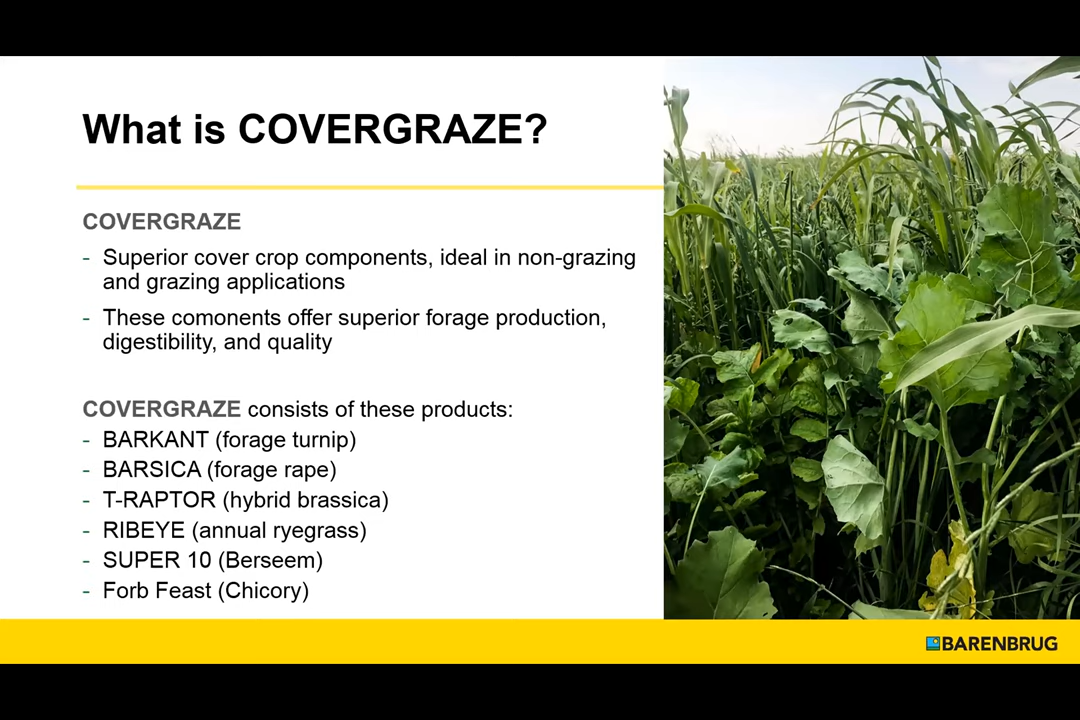 What is COVERGRAZE?
COVERGRAZE
- Superior cover crop components, ideal in non-grazing
and grazing applications
- These comonents offer superior forage production,
digestibility, and quality
COVERGRAZE consists of these products:
- BARKANT (forage turnip)
- BARSICA (forage rape)
- T-RAPTOR (hybrid brassica)
- RIBEYE (annual ryegrass)
- SUPER 10 (Berseem)
- Forb Feast (Chicory)
BARENBRUG